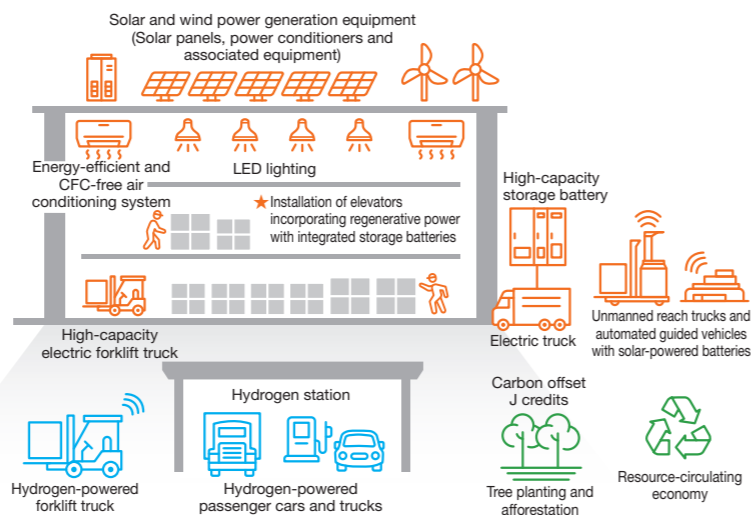 Solar and wind power generation equipment
(Solar panels, power conditioners and
associated equipment)
Energy-efficient and
CFC-free air
conditioning system
LED lighting
★Installation of elevators
incorporating regenerative power
with integrated storage batteries
High-capacity
storage battery
High-capacity
electric forklift truck
Electric truck
Unmanned reach trucks and
automated guided vehicles
with solar-powered batteries
Hydrogen station
Hydrogen-powered
forklift truck
Hydrogen-powered
passenger cars and trucks
Carbon offset
J credits
Tree planting and
afforestation
Resource-circulating
economy